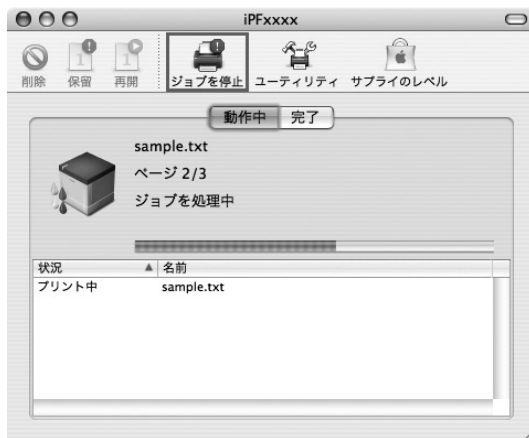 iPFxxxx
削除 保留 再開 ジョブを停止 ユーティリティ サプライのレベル
動作中 完了
sample.txt
ページ 2/3
ジョブを処理中
状況 名前
プリント中 sample.txt